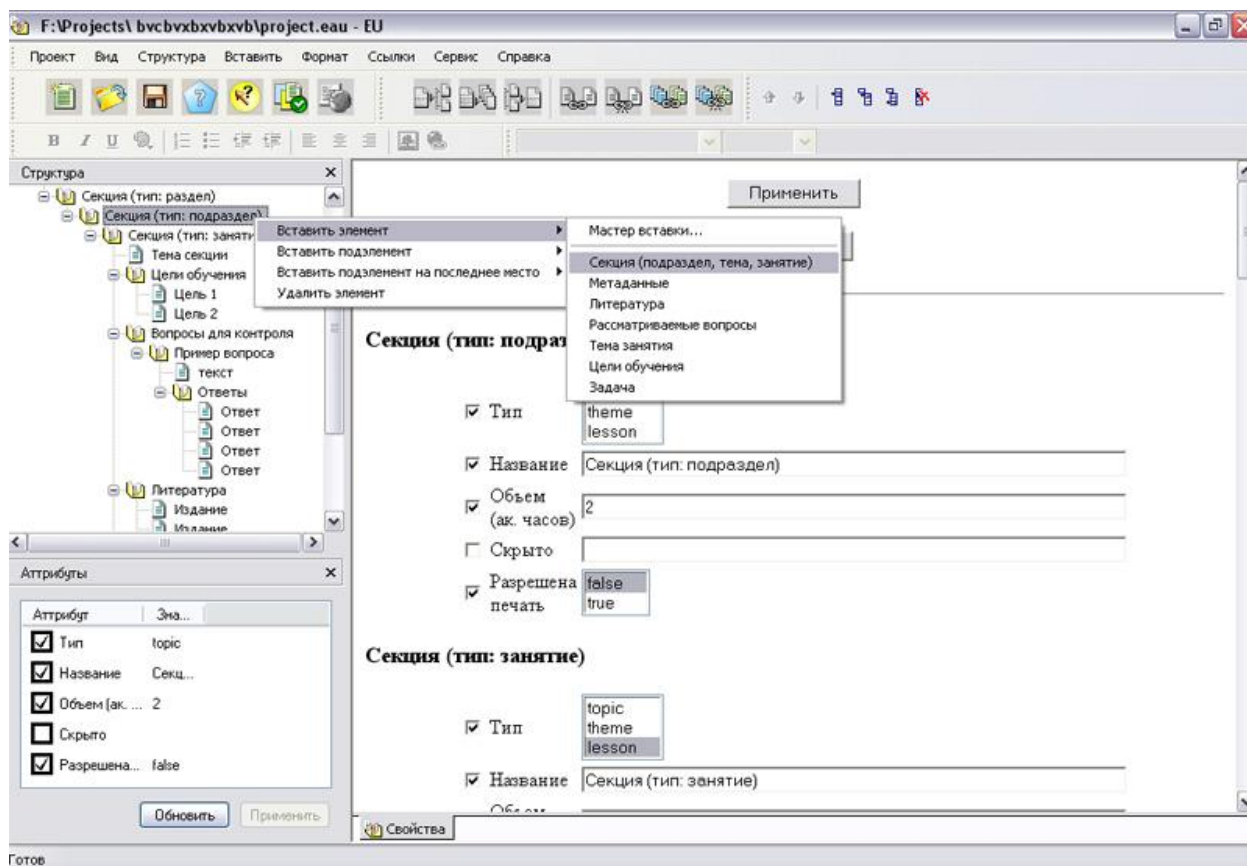 F:\Projects\ bvcbvxbxvbxvb\project.eau - EU
Проект Вид Структура Вставить Формат Ссылки Сервис Справка
B I U
Структура
Секция (тип: раздел)
Секция (тип: подраздел)
Секция (тип: заняти
Тема секции
Цели обучения
Цель 1
Цель 2
Вопросы для контроля
Пример вопроса
текст
Ответы
Ответ
Ответ
Ответ
Ответ
Литература
Издание
Издание
Вставить элемент
Вставить подэлемент
Вставить подэлемент на последнее место
Удалить элемент
Мастер вставки...
Секция (подраздел, тема, занятие)
Метаданные
Литература
Рассматриваемые вопросы
Тема занятия
Цели обучения
Задача
Аттрибуты
Аттрибут Зна...
Тип topic
Название Секц...
Объем (ак. ... 2
Скрыто
Разрешена... false
Обновить Применить
Применить
Секция (тип: подраз
Тип
theme
lesson
Название Секция (тип: подраздел)
Объем
(ак. часов) 2
Скрыто
Разрешена
печать
false
true
Секция (тип: занятие)
Тип
topic
theme
lesson
Название Секция (тип: занятие)
Объем
Свойства
Готов